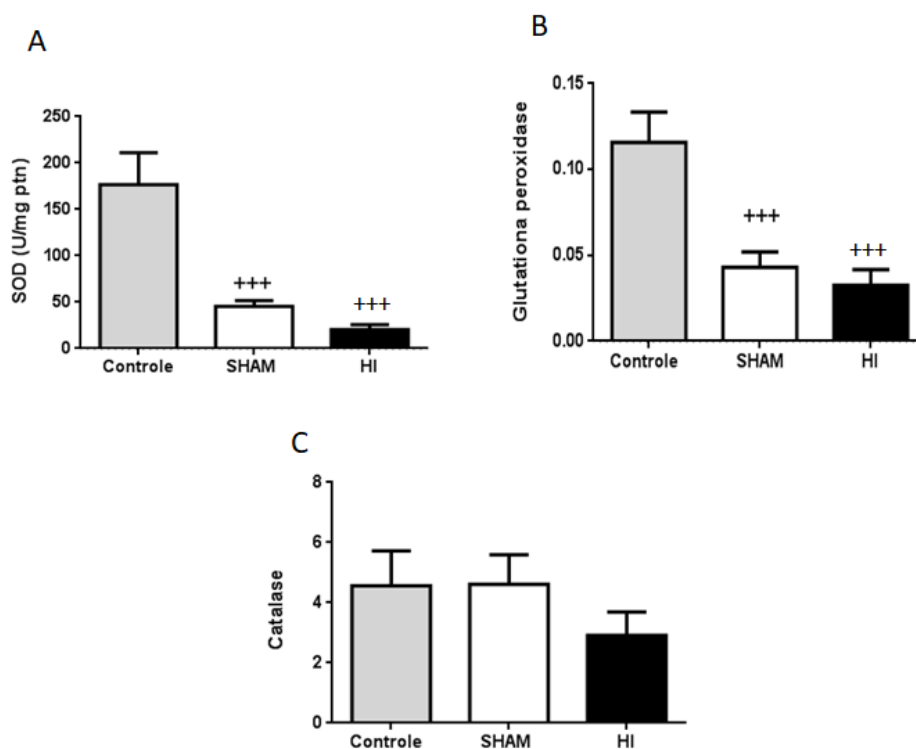 A
SOD (U/mg ptn)
250
200
150
100
50
0
+++
+++
Controle SHAM HI
B
Glutationa peroxidase
0.15
0.10
0.05
0.00
+++
+++
Controle SHAM HI
C
Catalase
8
6
4
2
0
Controle SHAM HI